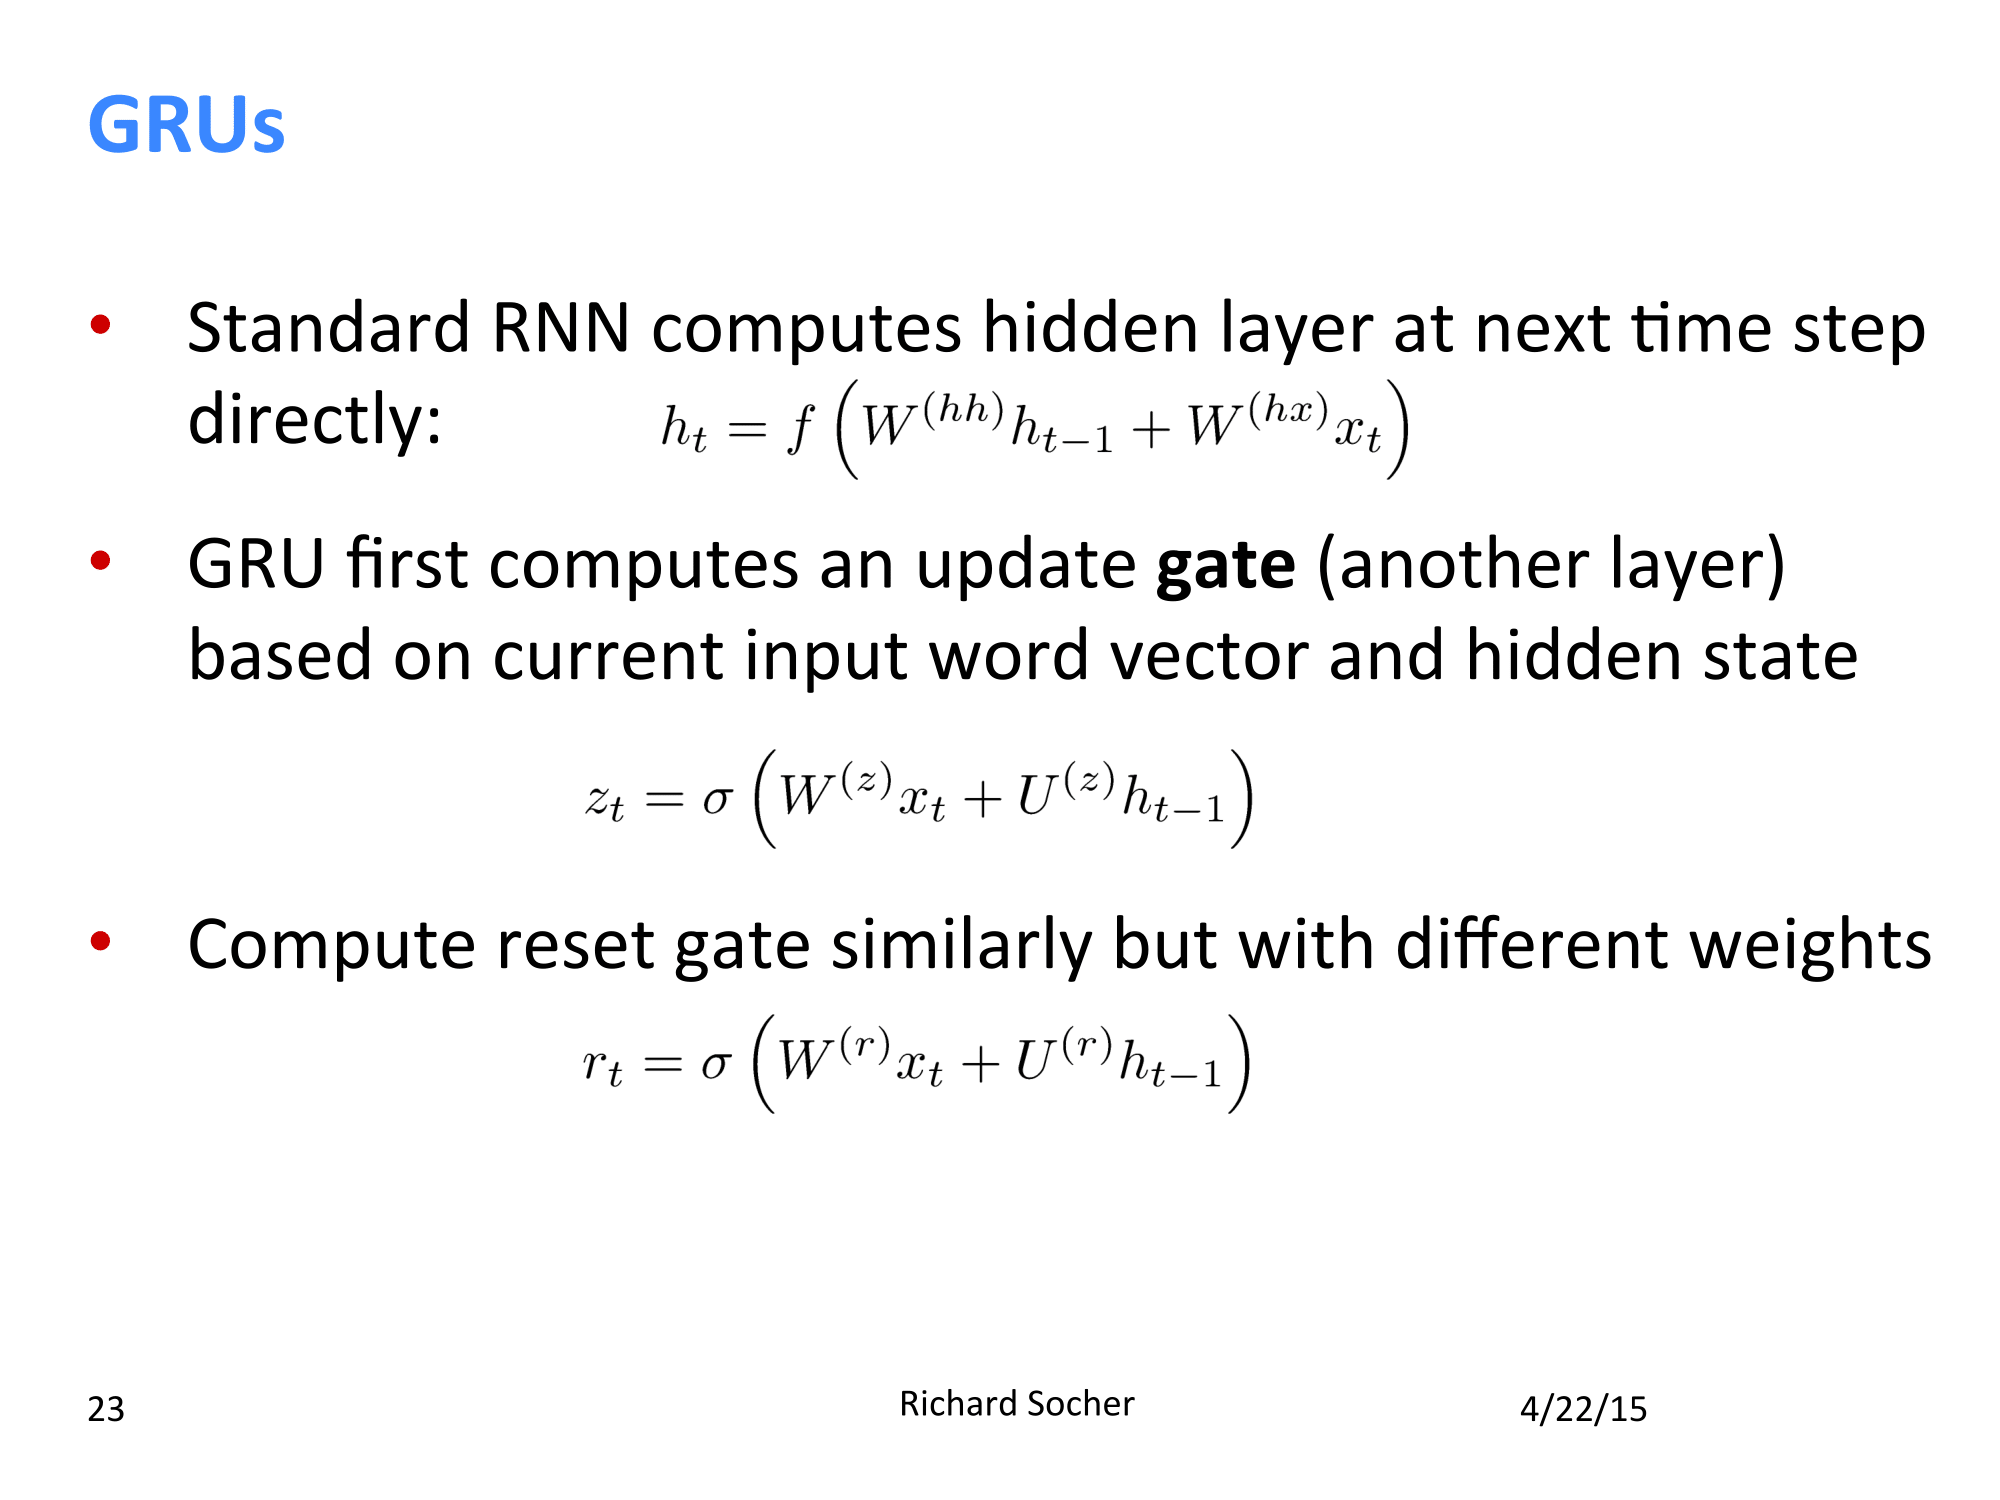 GRUs
• Standard RNN computes hidden layer at next time step
directly: $h_t = f\left(W^{(hh)}h_{t-1} + W^{(hx)}x_t\right)$
• GRU first computes an update gate (another layer)
based on current input word vector and hidden state
$z_t = \sigma\left(W^{(z)}x_t + U^{(z)}h_{t-1}\right)$
• Compute reset gate similarly but with different weights
$r_t = \sigma\left(W^{(r)}x_t + U^{(r)}h_{t-1}\right)$
23 Richard Socher 4/22/15